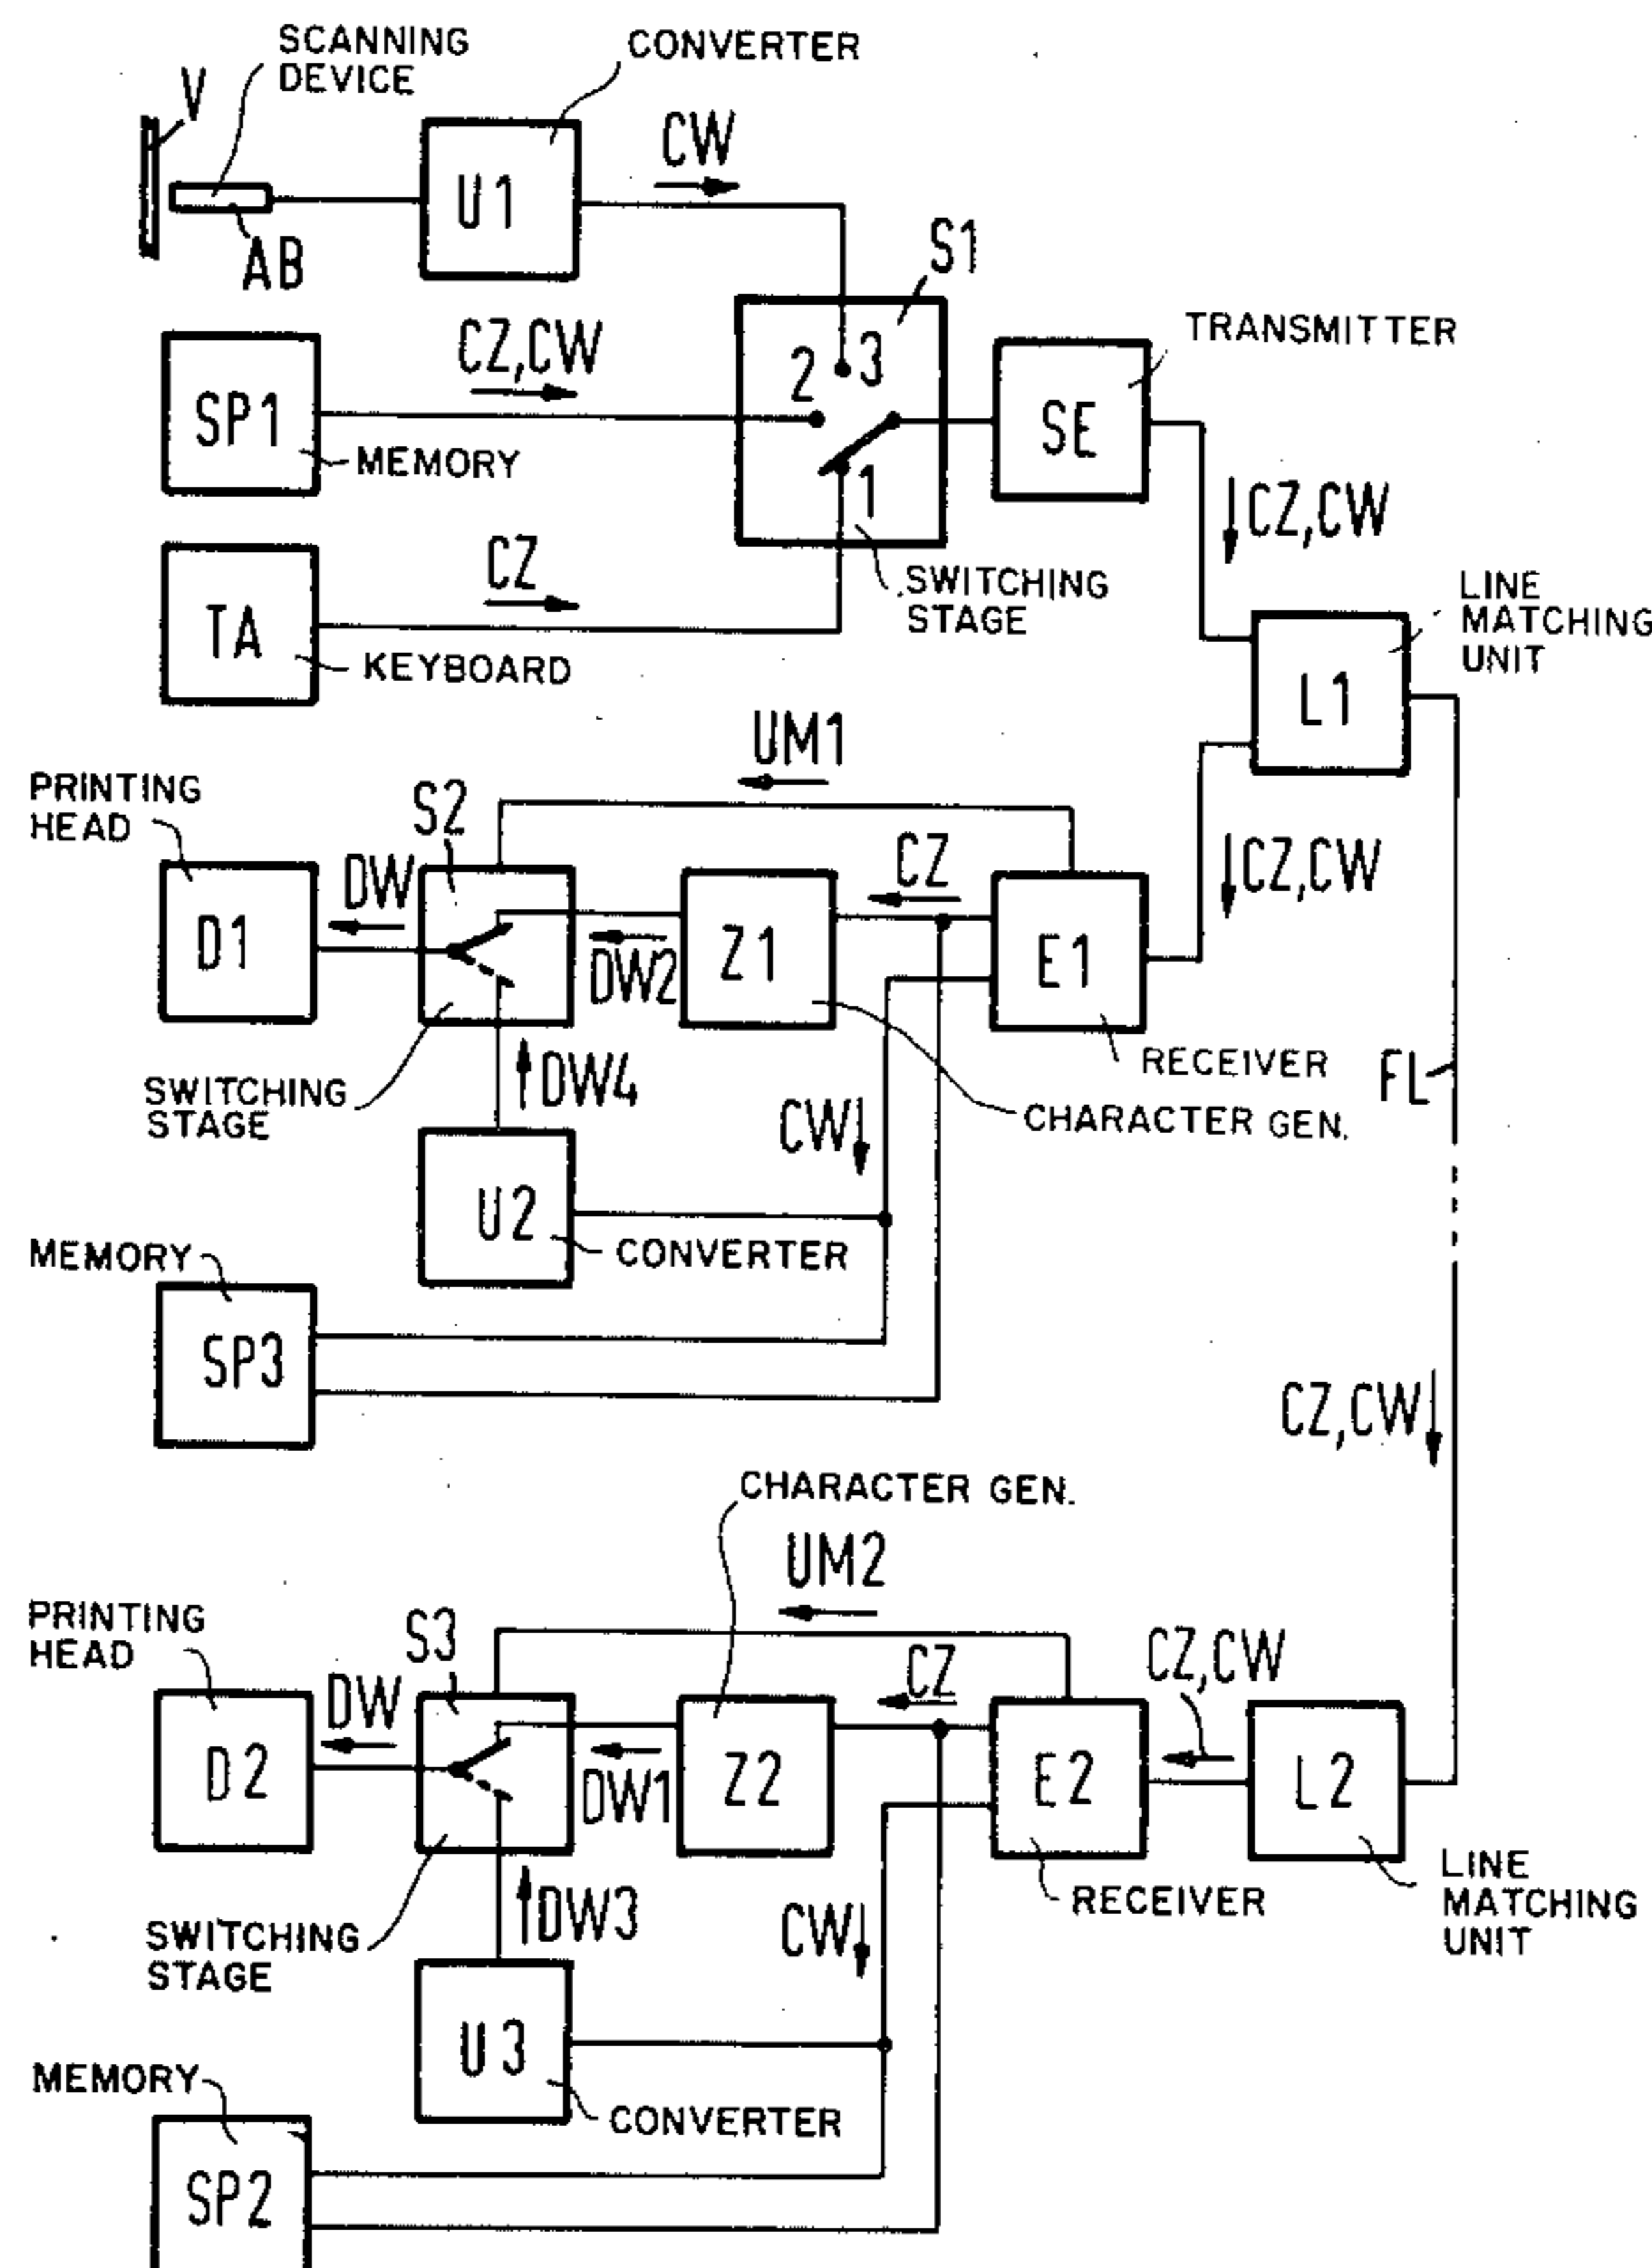 SCANNING
DEVICE
CONVERTER
V
CW
U1
AB
S1
CZ,CW
TRANSMITTER
2
3
SP1
SE
MEMORY
1
CZ,CW
CZ
SWITCHING
STAGE
LINE
MATCHING
UNIT
TA
KEYBOARD
L1
UM1
PRINTING
HEAD
S2
CZ
CZ,CW
DW
D1
DW2
Z1
E1
RECEIVER
FL
SWITCHING
STAGE
DW4
CW
CHARACTER GEN.
U2
CONVERTER
MEMORY
SP3
CZ,CW
CHARACTER GEN.
UM2
PRINTING
HEAD
S3
CZ
CZ,CW
DW
D2
DW1
Z2
E2
L2
LINE
MATCHING
UNIT
RECEIVER
SWITCHING
STAGE
DW3
CW
U3
CONVERTER
MEMORY
SP2